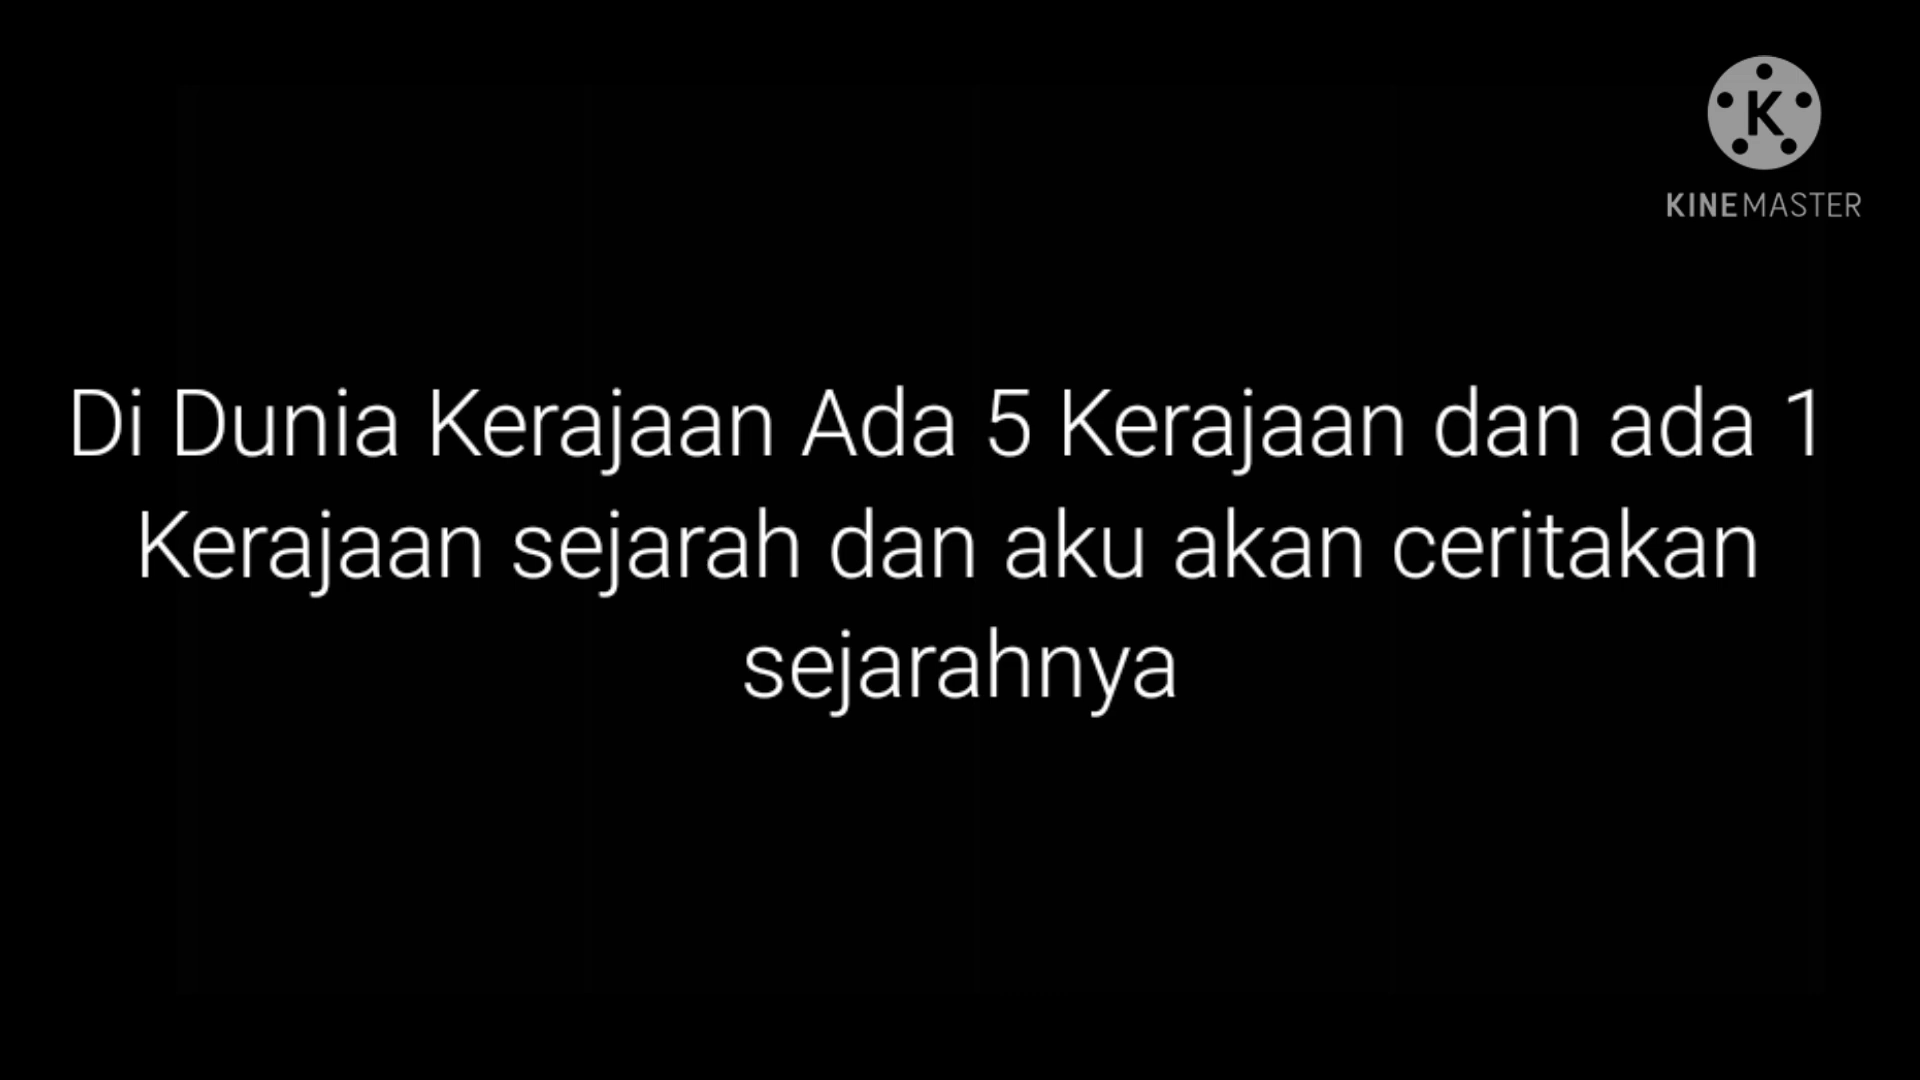 K
KINEMASTER
Di Dunia Kerajaan Ada 5 Kerajaan dan ada 1
Kerajaan sejarah dan aku akan ceritakan
sejarahnya